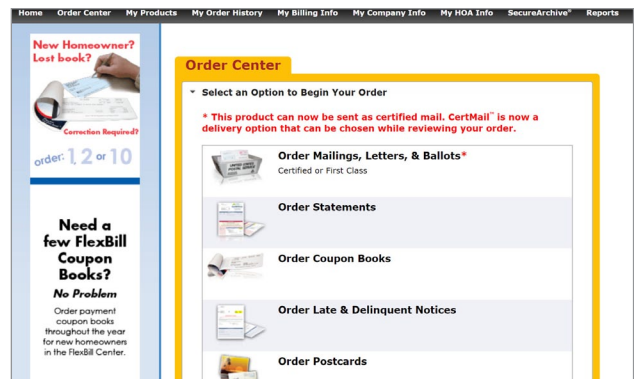 Home Order Center My Products My Order History My Billing Info My Company Info My HOA Info SecureArchive® Reports
New Homeowner?
Lost book?
Correction Required?
order: 1, 2 or 10
Need a
few FlexBill
Coupon
Books?
No Problem
Order payment
coupon books
throughout the year
for new homeowners
in the FlexBill Center.
Order Center
Select an Option to Begin Your Order
* This product can now be sent as certified mail. CertMail™ is now a
delivery option that can be chosen while reviewing your order.
UNITED STATES
POSTAL SERVICE
Order Mailings, Letters, & Ballots*
Certified or First Class
Order Statements
Order Coupon Books
Order Late & Delinquent Notices
Order Postcards